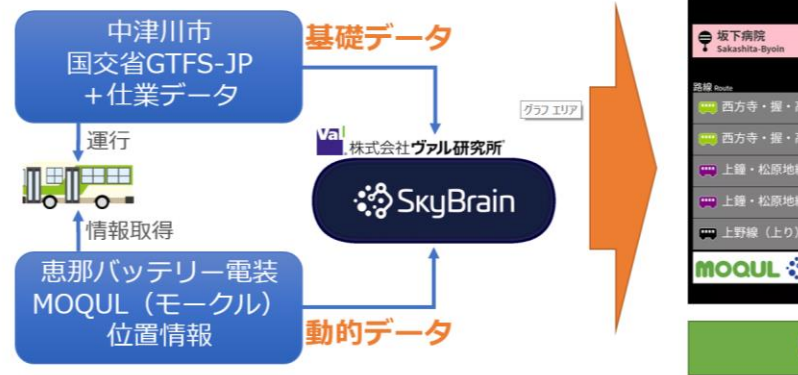 中津川市
国交省GTFS-JP
＋仕業データ
基礎データ
運行
グラフ エリア
Val
株式会社ヴァル研究所
SkyBrain
情報取得
恵那バッテリー電装
MOQUL（モークル）
位置情報
動的データ
坂下病院
Sakashita-Byoin
路線 Route
西方寺・握・高
西方寺・握・高
上鐘・松原地線
上鐘・松原地線
上野線（上り）
MOQUL